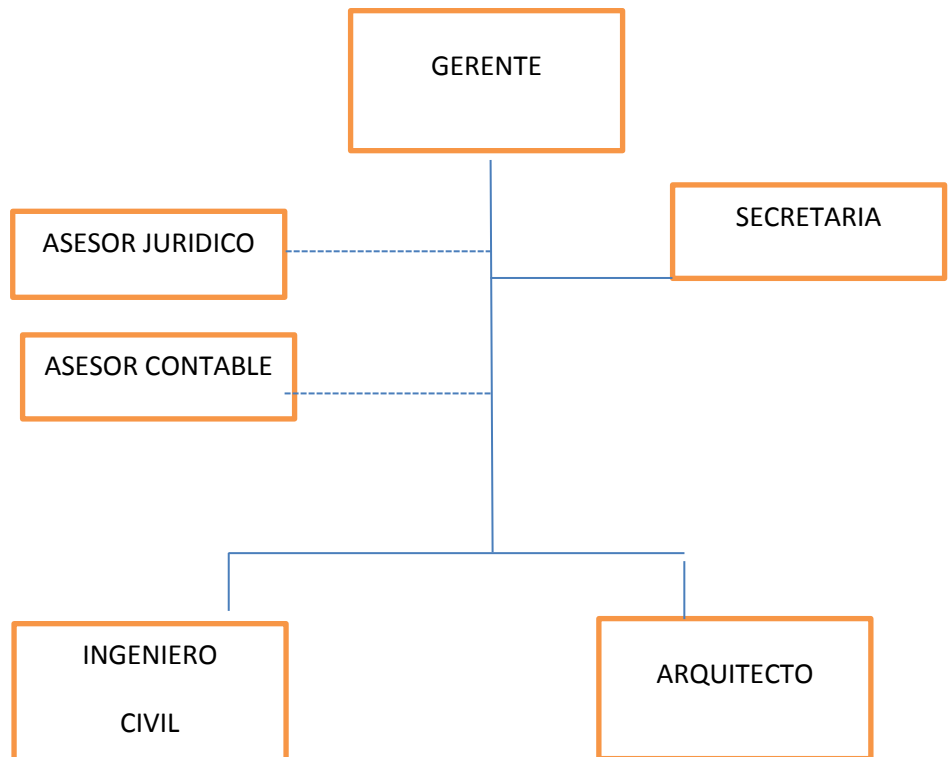 GERENTE
SECRETARIA
ASESOR JURIDICO
ASESOR CONTABLE
INGENIERO
CIVIL
ARQUITECTO